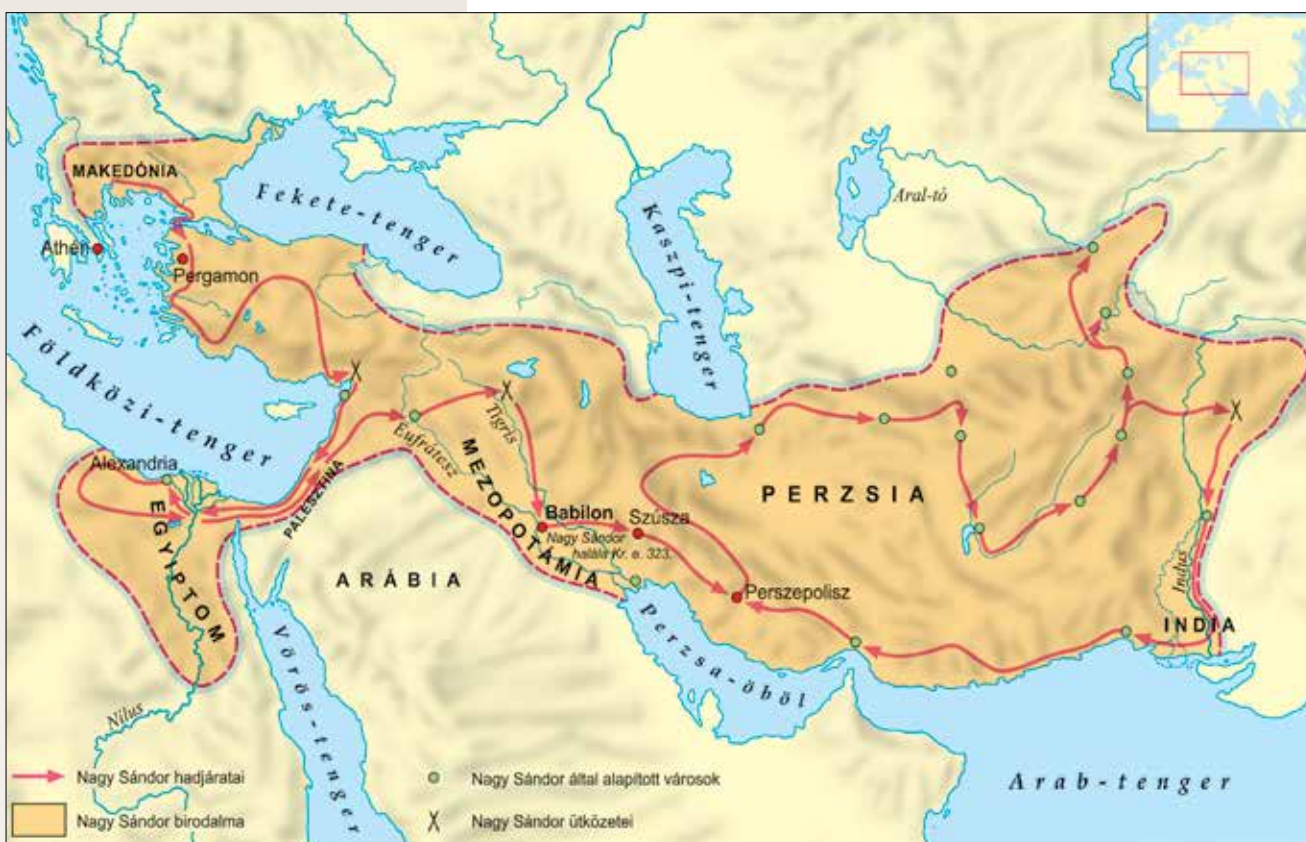 MAKEDÓNIA
Fekete-tenger
Kaszpi-tenger
Aral-tó
Athén
Pergamon
Földközi-tenger
Alexandria
EGYIPTOM
PALESZTINA
Eufrátesz
Tigris
MEZOPOTÁMIA
Babilon
Nagy Sándor
halála Kr. e. 323.
Szúsza
PERZSIA
Perszepolisz
ARÁBIA
Perzsa-öböl
Indus
INDIA
Vörös-tenger
Nílus
Arab-tenger
Nagy Sándor hadjáratai
Nagy Sándor által alapított városok
Nagy Sándor birodalma
Nagy Sándor ütközetei